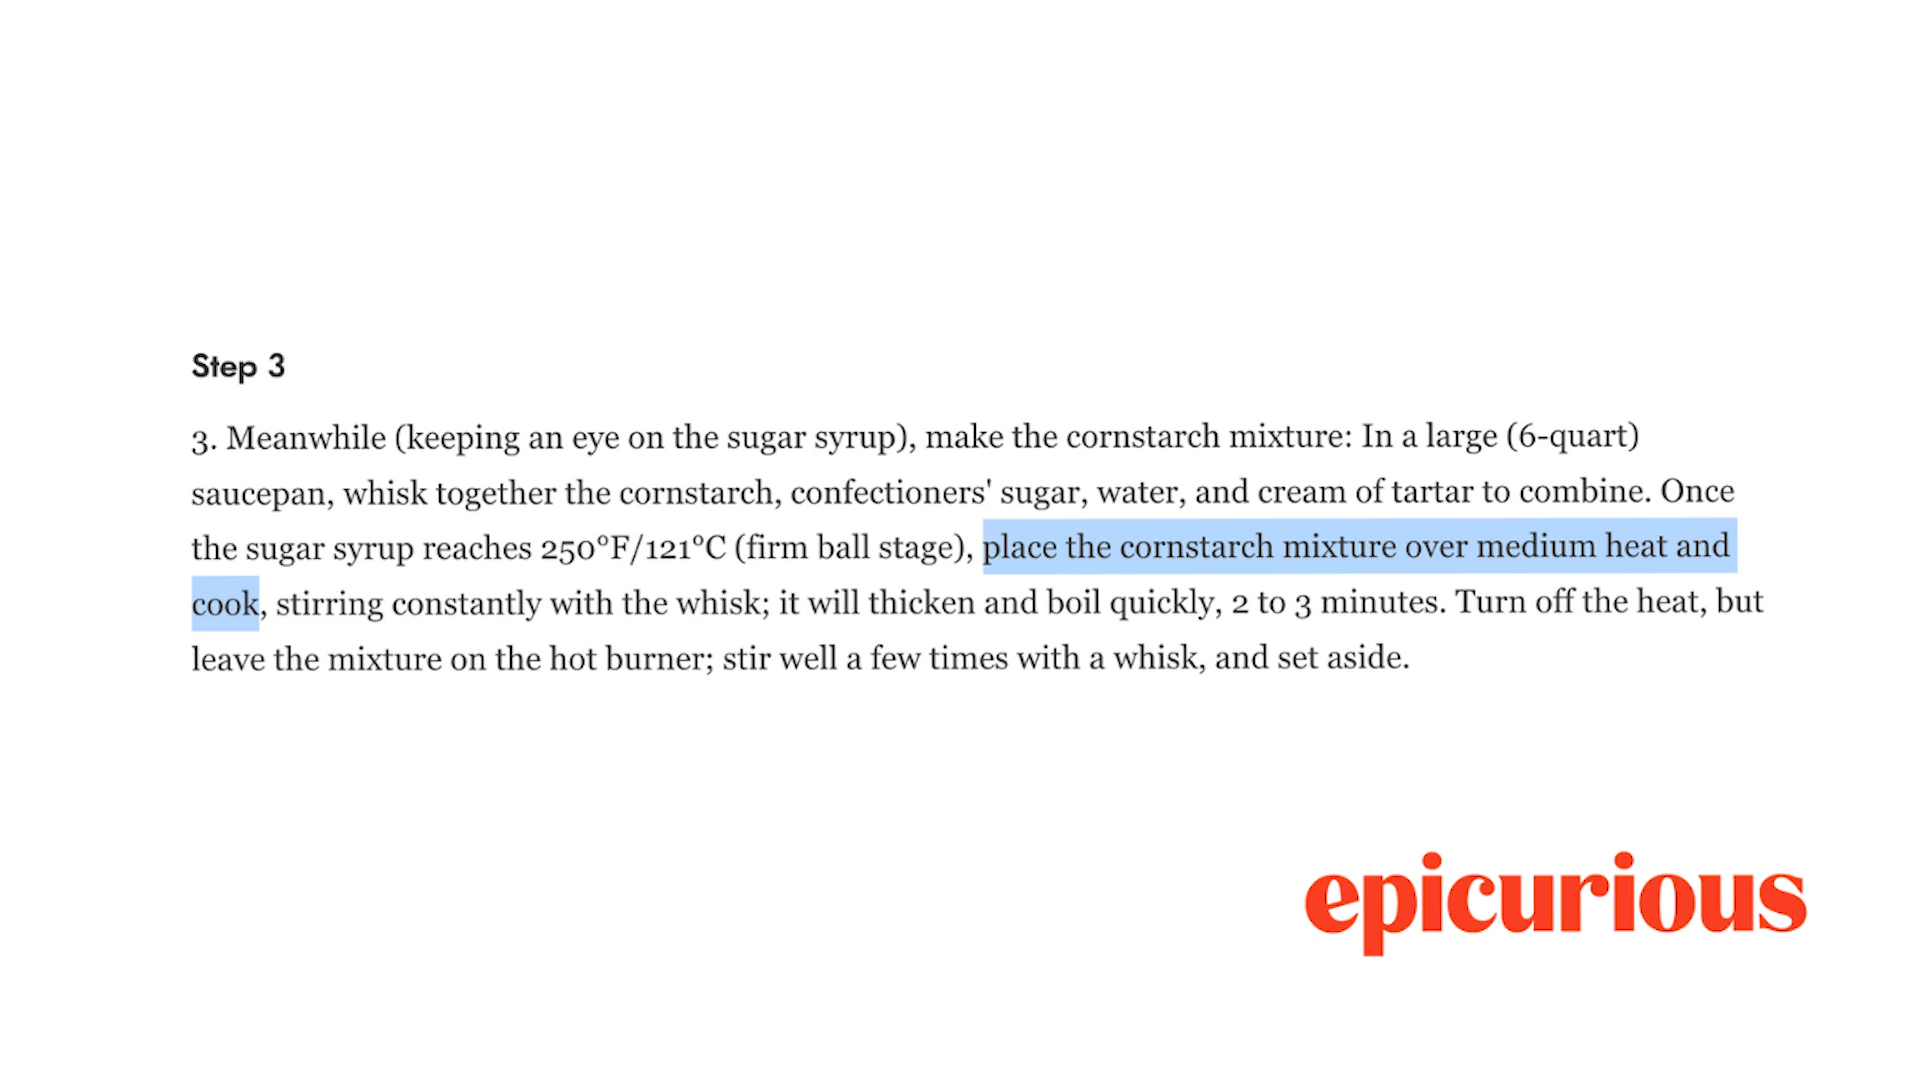 Step 3
3. Meanwhile (keeping an eye on the sugar syrup), make the cornstarch mixture: In a large (6-quart)
saucepan, whisk together the cornstarch, confectioners' sugar, water, and cream of tartar to combine. Once
the sugar syrup reaches 250°F/121°C (firm ball stage), place the cornstarch mixture over medium heat and
cook, stirring constantly with the whisk; it will thicken and boil quickly, 2 to 3 minutes. Turn off the heat, but
leave the mixture on the hot burner; stir well a few times with a whisk, and set aside.
epicurious